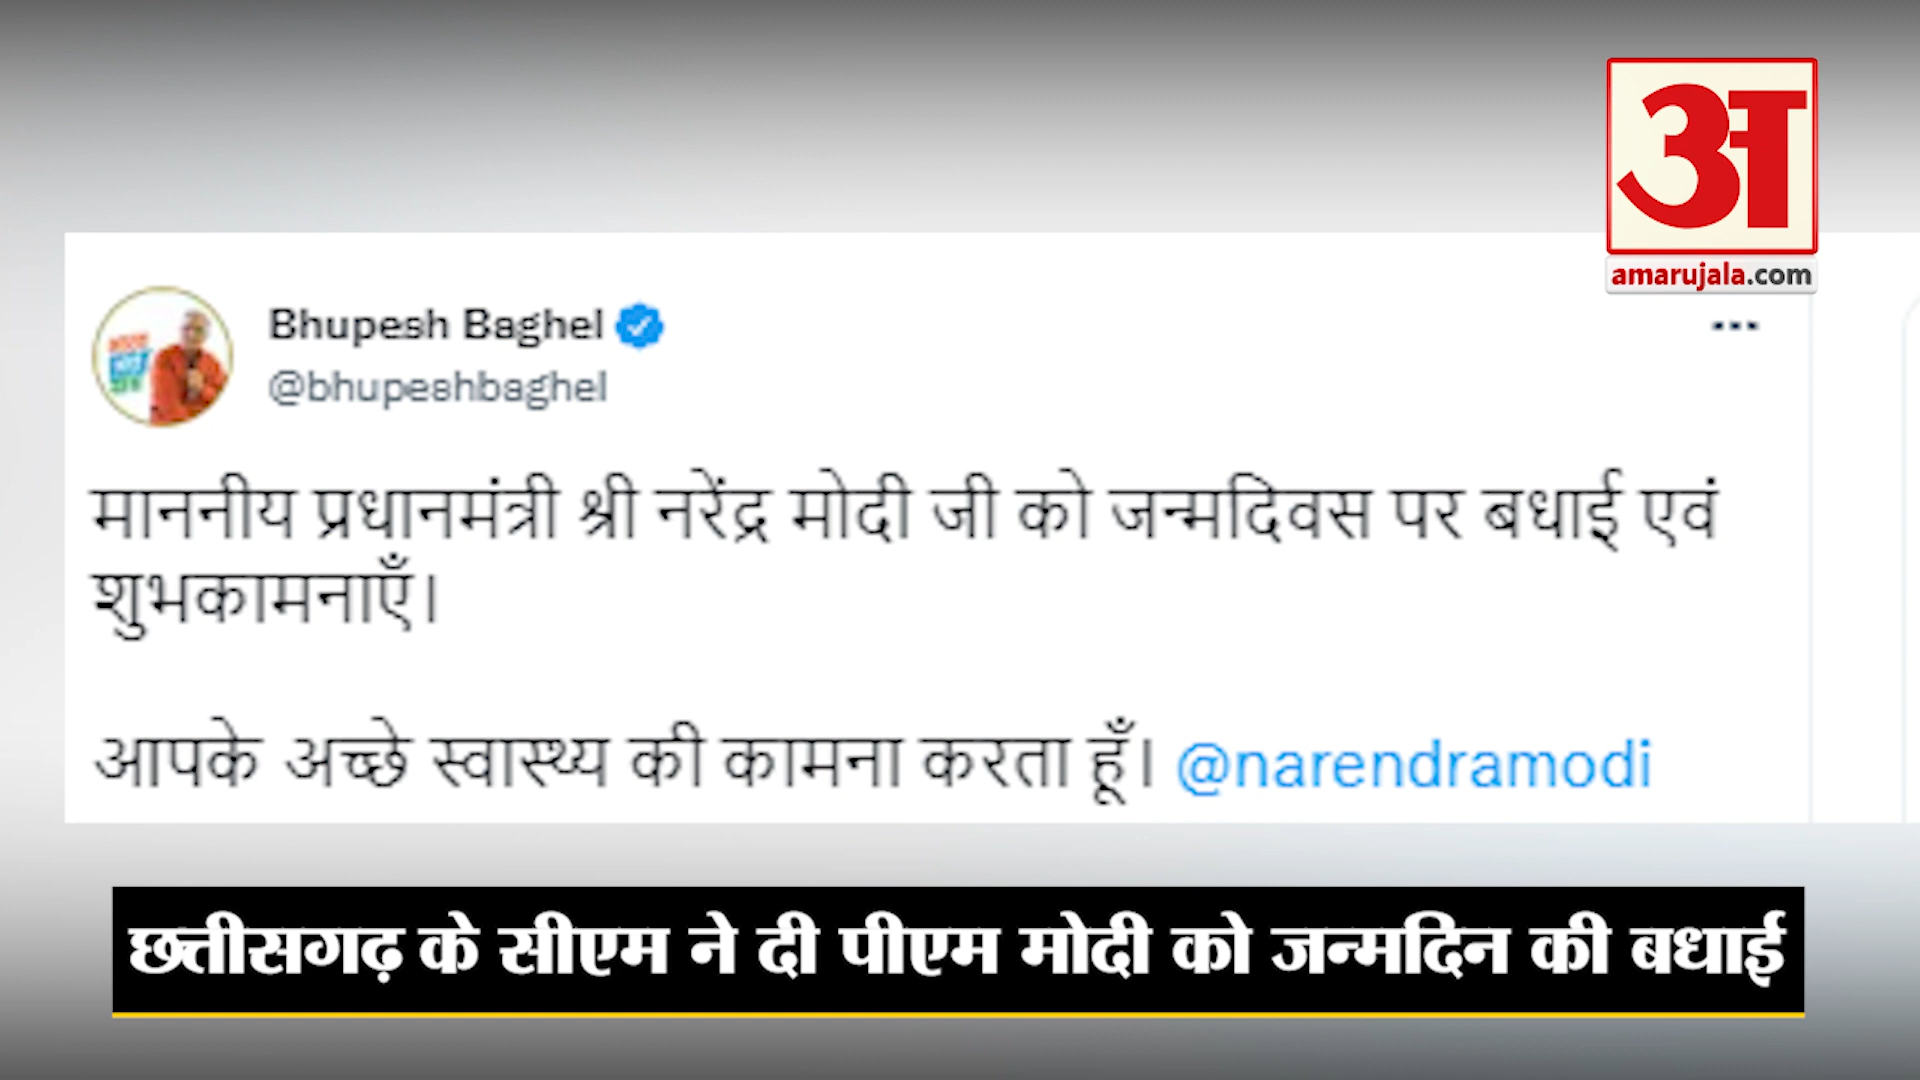 अ
amarujala.com
Bhupesh Baghel
@bhupeshbaghel
माननीय प्रधानमंत्री श्री नरेंद्र मोदी जी को जन्मदिवस पर बधाई एवं
शुभकामनाएँ।
आपके अच्छे स्वास्थ्य की कामना करता हूँ। @narendramodi
छत्तीसगढ़ के सीएम ने दी पीएम मोदी को जन्मदिन की बधाई